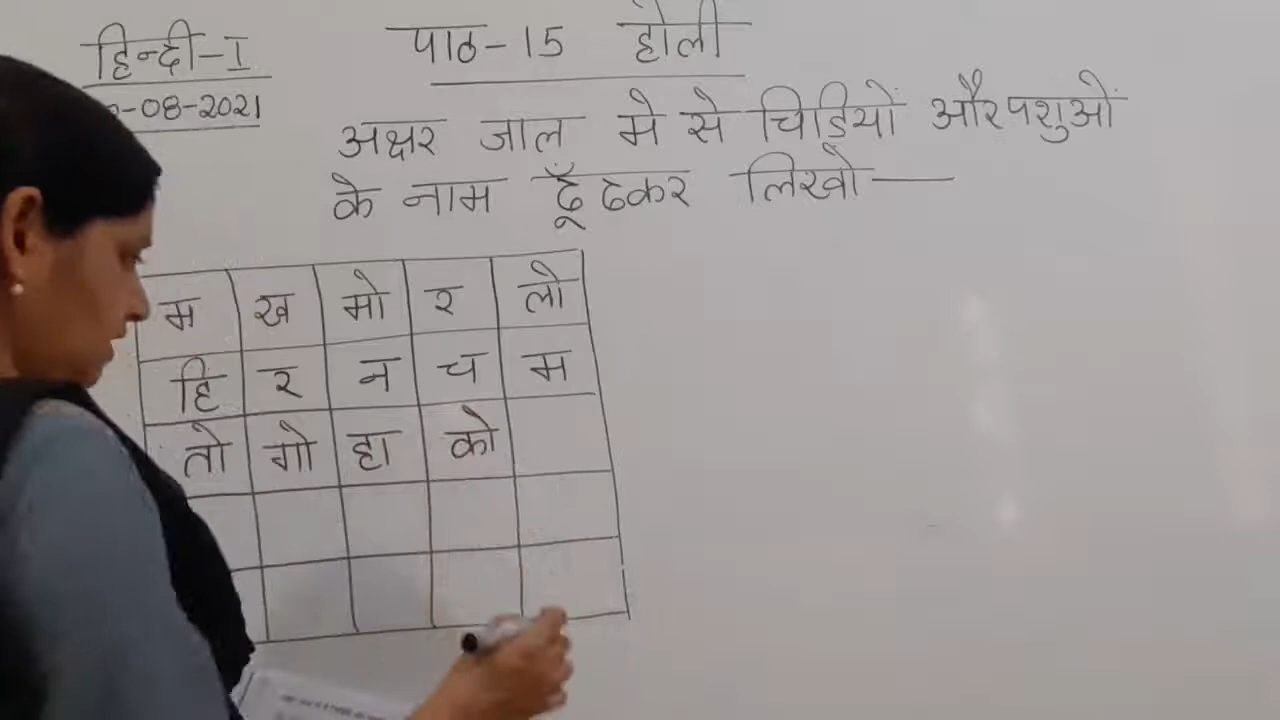 हिन्दी-I
पाठ-15 होली
-08-2021
अक्षर जाल मे से चिडियों और पशुओं
के नाम ढूँढकर लिखो—
म ख मो र लो
हि र न च म
तो गो हा को